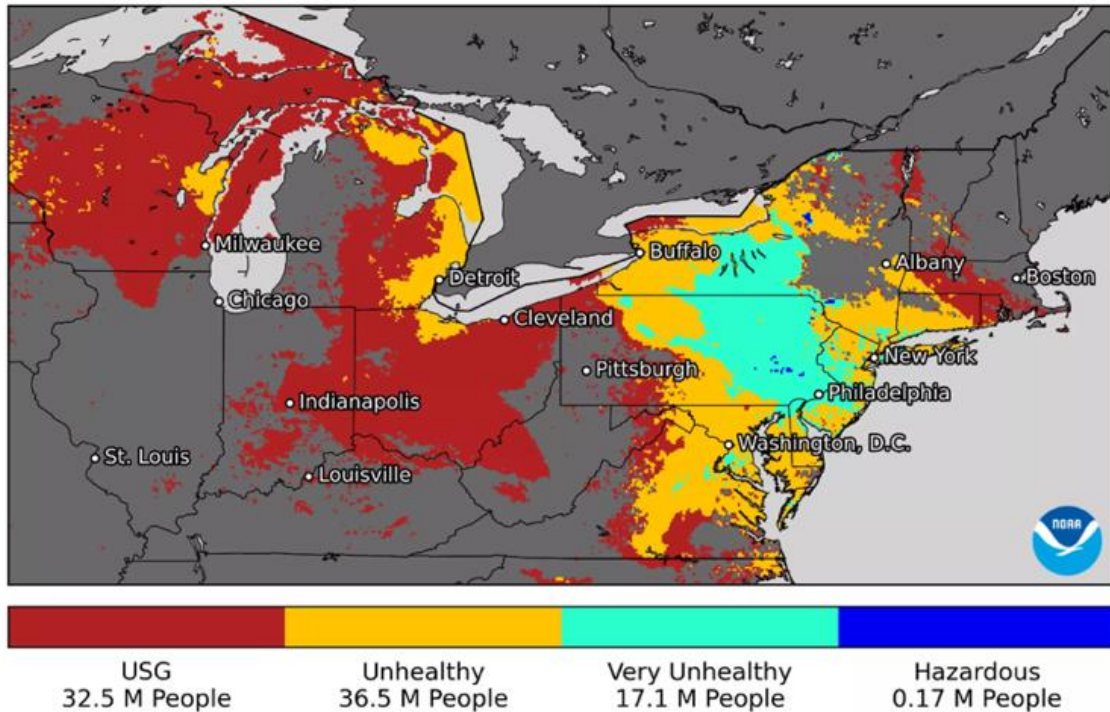 Milwaukee
Buffalo
Albany
Boston
Detroit
Chicago
Cleveland
New York
Pittsburgh
Philadelphia
Indianapolis
Washington, D.C.
St. Louis
Louisville
NOAA
USG
32.5 M People
Unhealthy
36.5 M People
Very Unhealthy
17.1 M People
Hazardous
0.17 M People